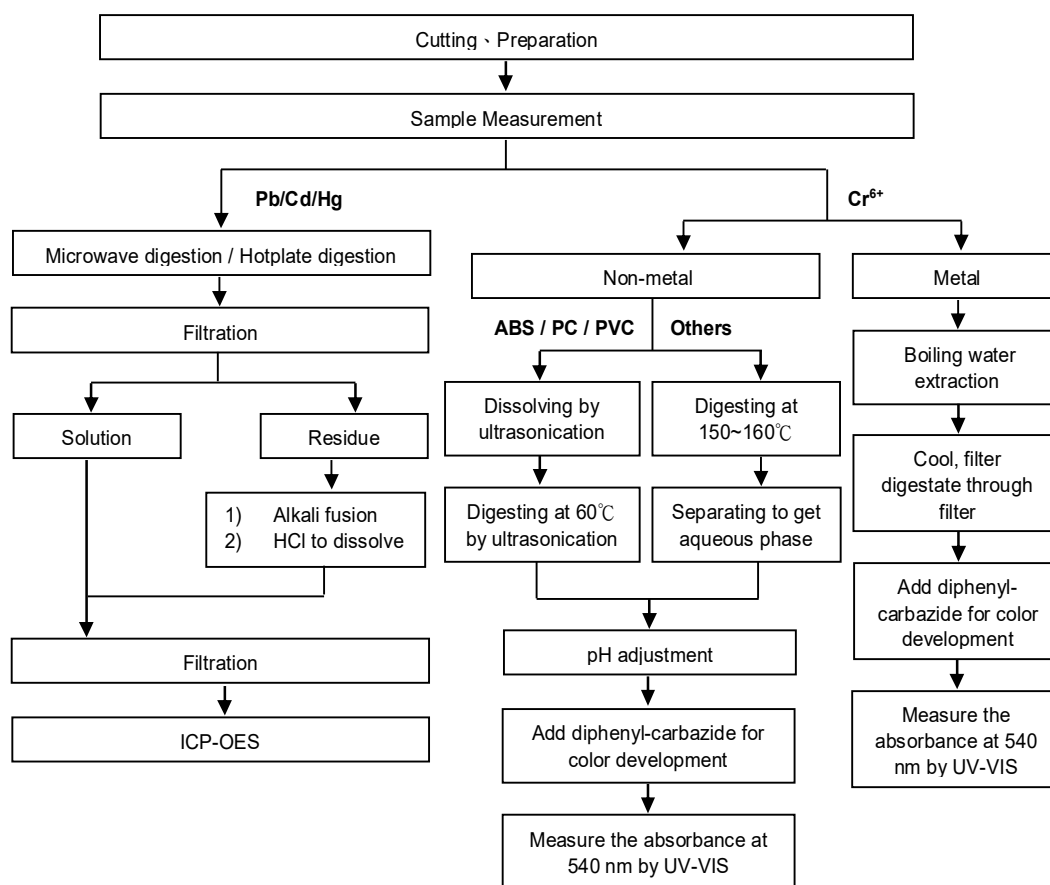 Cutting、Preparation
Sample Measurement
Pb/Cd/Hg
Cr⁶⁺
Microwave digestion / Hotplate digestion
Non-metal
Metal
Filtration
ABS / PC / PVC
Others
Boiling water
extraction
Solution
Residue
Dissolving by
ultrasonication
Digesting at
150~160℃
Cool, filter
digestate through
filter
1) Alkali fusion
2) HCl to dissolve
Digesting at 60℃
by ultrasonication
Separating to get
aqueous phase
Add diphenyl-
carbazide for color
development
Filtration
pH adjustment
Measure the
absorbance at 540
nm by UV-VIS
ICP-OES
Add diphenyl-carbazide for
color development
Measure the absorbance at
540 nm by UV-VIS